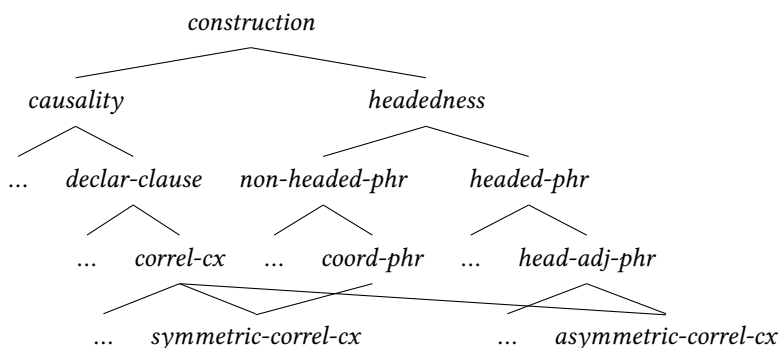 construction
causality headedness
... declar-clause non-headed-phr headed-phr
... correl-cx ... coord-phr ... head-adj-phr
... symmetric-correl-cx ... asymmetric-correl-cx